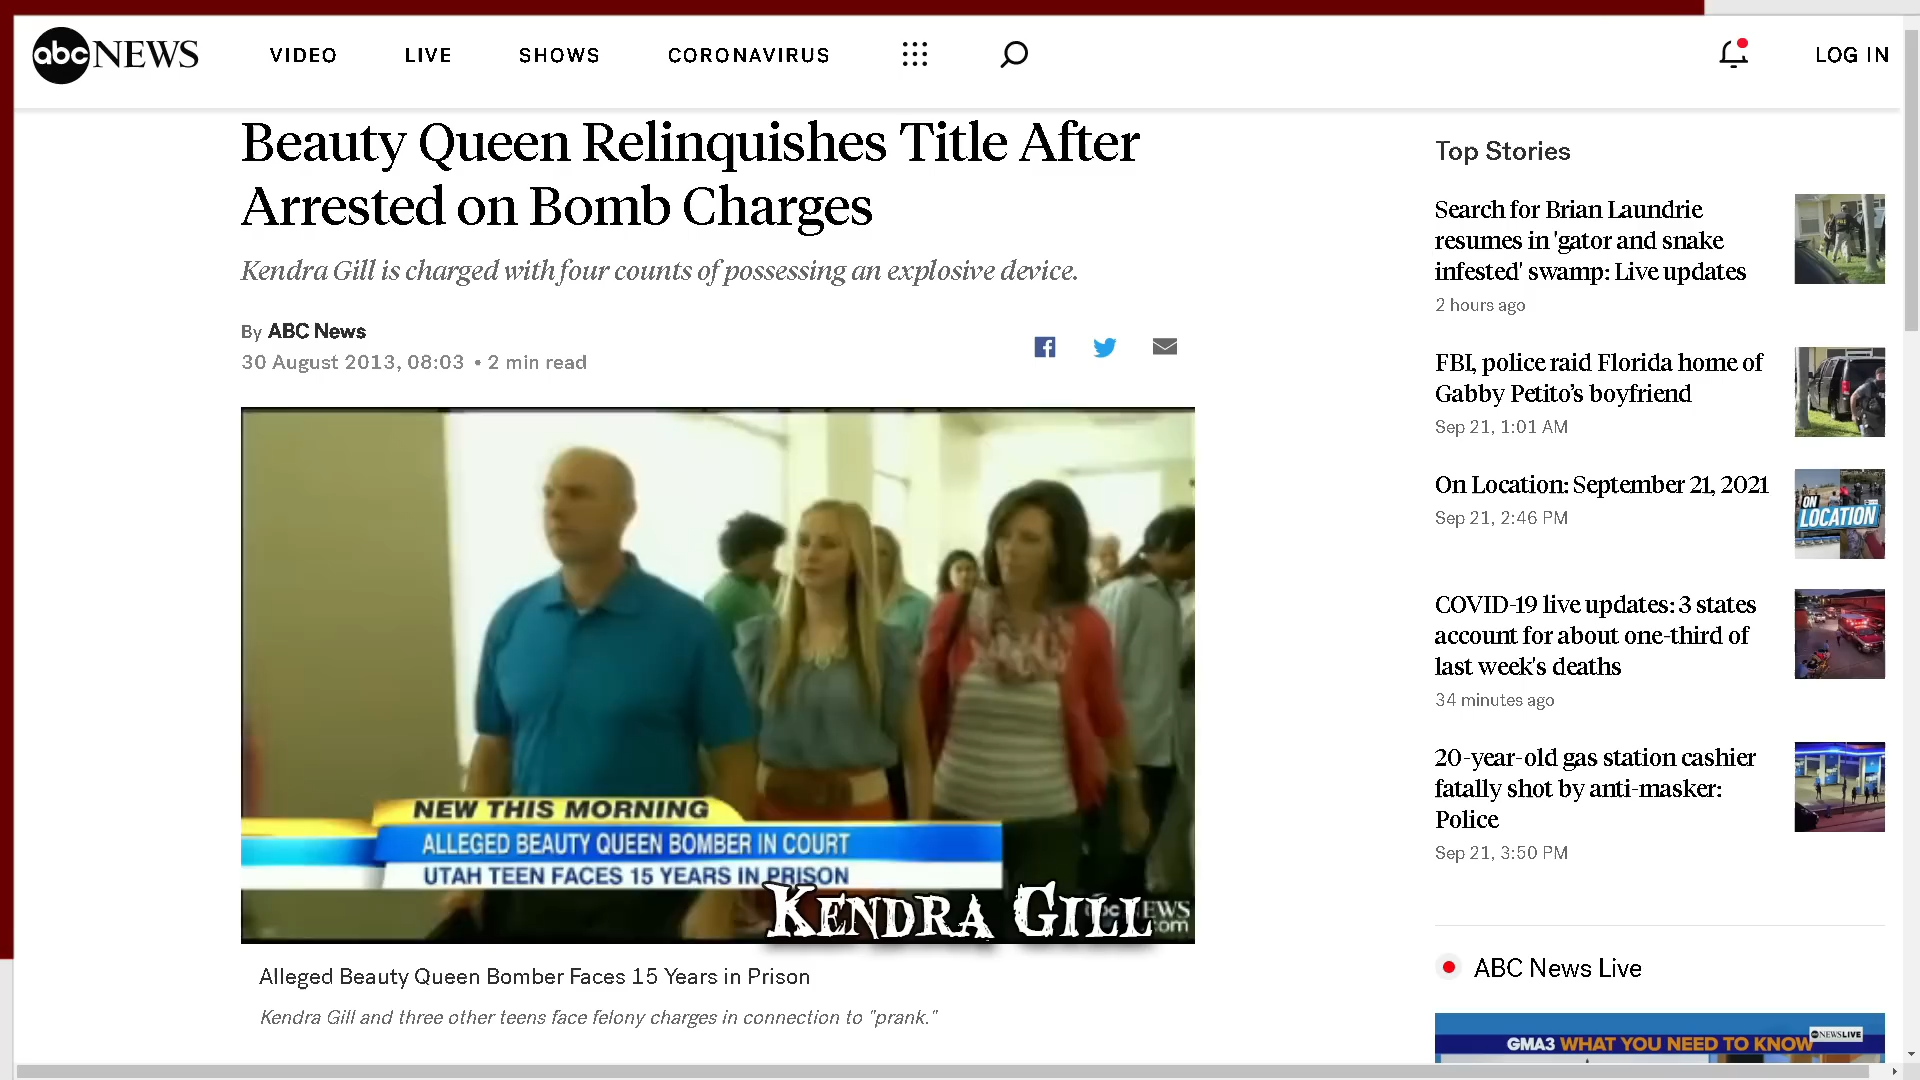 abc NEWS
VIDEO
LIVE
SHOWS
CORONAVIRUS
LOG IN
Beauty Queen Relinquishes Title After
Arrested on Bomb Charges
Kendra Gill is charged with four counts of possessing an explosive device.
By ABC News
30 August 2013, 08:03 • 2 min read
NEW THIS MORNING
ALLEGED BEAUTY QUEEN BOMBER IN COURT
UTAH TEEN FACES 15 YEARS IN PRISON
KENDRA GILL
Alleged Beauty Queen Bomber Faces 15 Years in Prison
Kendra Gill and three other teens face felony charges in connection to "prank."
Top Stories
Search for Brian Laundrie
resumes in 'gator and snake
infested' swamp: Live updates
2 hours ago
FBI, police raid Florida home of
Gabby Petito's boyfriend
Sep 21, 1:01 AM
On Location: September 21, 2021
Sep 21, 2:46 PM
ON
LOCATION
COVID-19 live updates: 3 states
account for about one-third of
last week's deaths
34 minutes ago
20-year-old gas station cashier
fatally shot by anti-masker:
Police
Sep 21, 3:50 PM
ABC News Live
NEWS LIVE
GMA3 WHAT YOU NEED TO KNOW